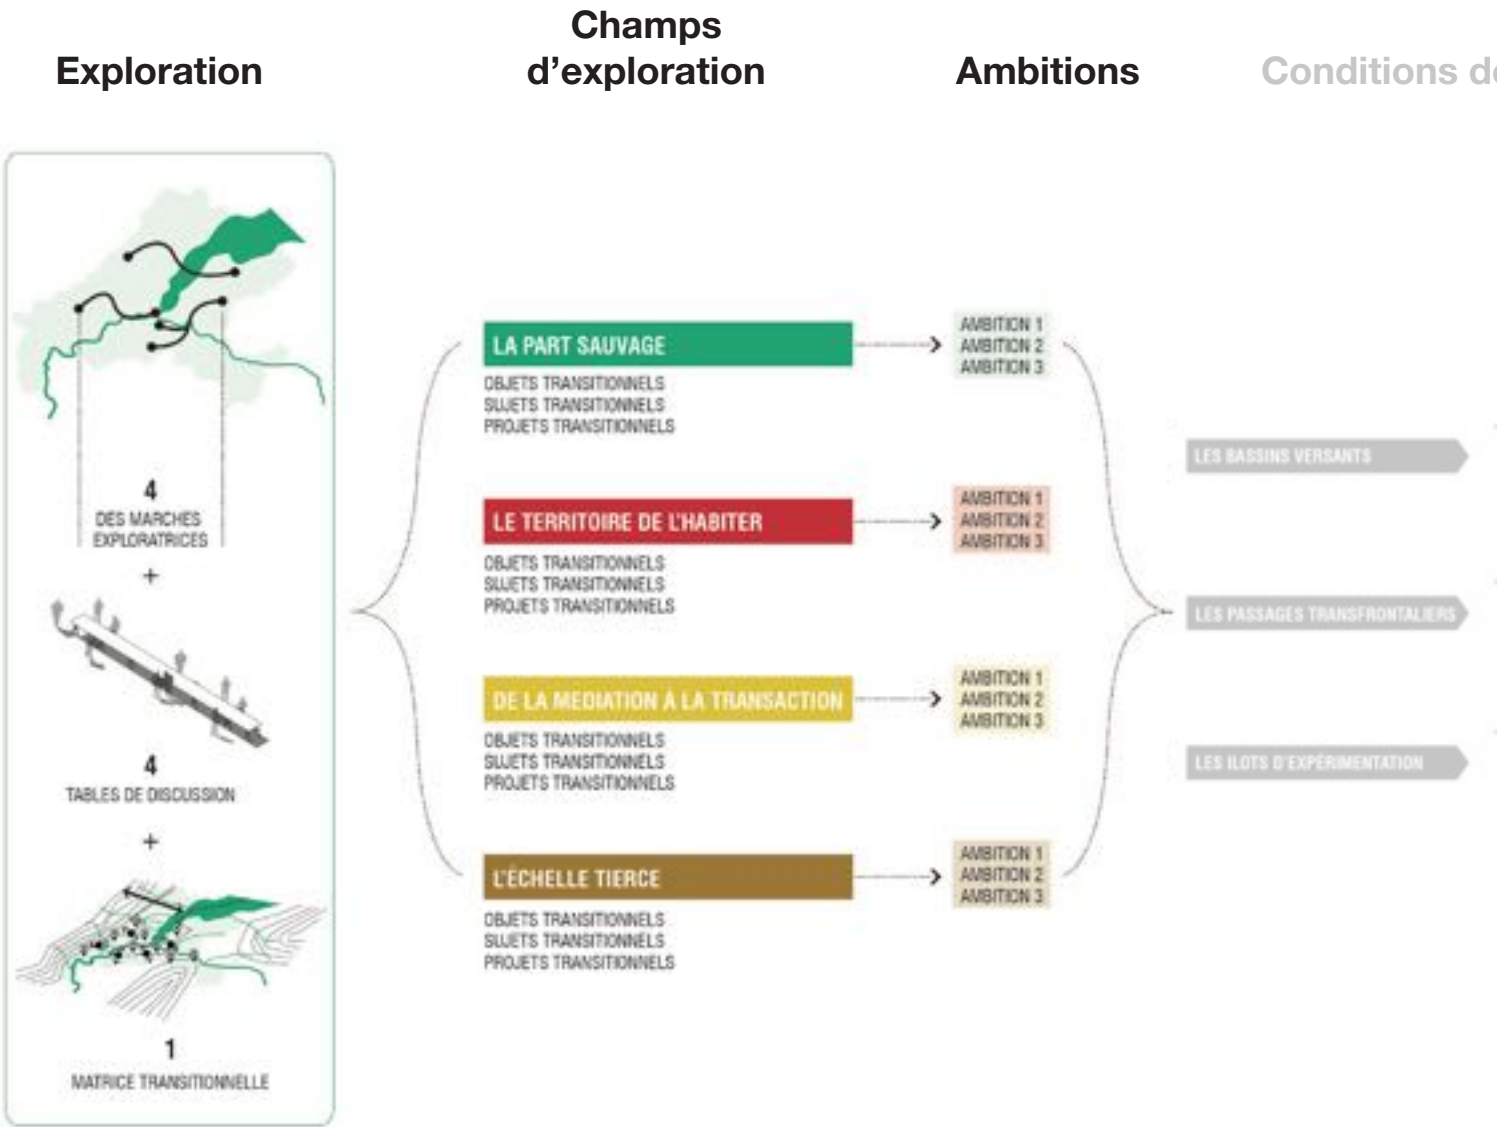 Exploration
Champs
d'exploration
Ambitions
Conditions de
4
DES MARCHES
EXPLORATRICES
+
4
TABLES DE DISCUSSION
+
1
MATRICE TRANSITIONNELLE
LA PART SAUVAGE
OBJETS TRANSITIONNELS
SUJETS TRANSITIONNELS
PROJETS TRANSITIONNELS
AMBITION 1
AMBITION 2
AMBITION 3
LE TERRITOIRE DE L'HABITER
OBJETS TRANSITIONNELS
SUJETS TRANSITIONNELS
PROJETS TRANSITIONNELS
AMBITION 1
AMBITION 2
AMBITION 3
DE LA MEDIATION À LA TRANSACTION
OBJETS TRANSITIONNELS
SUJETS TRANSITIONNELS
PROJETS TRANSITIONNELS
AMBITION 1
AMBITION 2
AMBITION 3
L'ÉCHELLE TIERCE
OBJETS TRANSITIONNELS
SUJETS TRANSITIONNELS
PROJETS TRANSITIONNELS
AMBITION 1
AMBITION 2
AMBITION 3
LES BASSINS VERSANTS
LES PASSAGES TRANSFRONTALIERS
LES ILOTS D'EXPÉRIMENTATION